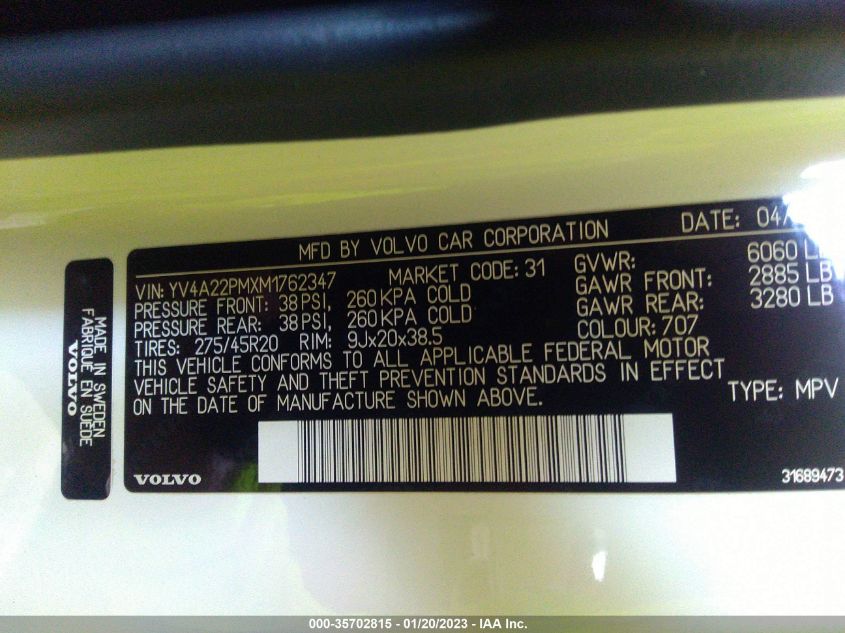 MFD BY VOLVO CAR CORPORATION DATE: 04/
VIN: YV4A22PMXM1762347 MARKET CODE: 31 GVWR: 6060 L
PRESSURE FRONT: 38 PSI, 260 KPA COLD GAWR FRONT: 2885 LB
PRESSURE REAR: 38 PSI, 260 KPA COLD GAWR REAR: 3280 LB
TIRES: 275/45R20 RIM: 9Jx20x38.5 COLOUR: 707
THIS VEHICLE CONFORMS TO ALL APPLICABLE FEDERAL MOTOR
VEHICLE SAFETY AND THEFT PREVENTION STANDARDS IN EFFECT
ON THE DATE OF MANUFACTURE SHOWN ABOVE. TYPE: MPV
VOLVO 31689473
MADE IN SWEDEN
FABRIQUÉ EN SUÈDE
VOLVO
000-35702815 - 01/20/2023 - IAA Inc.